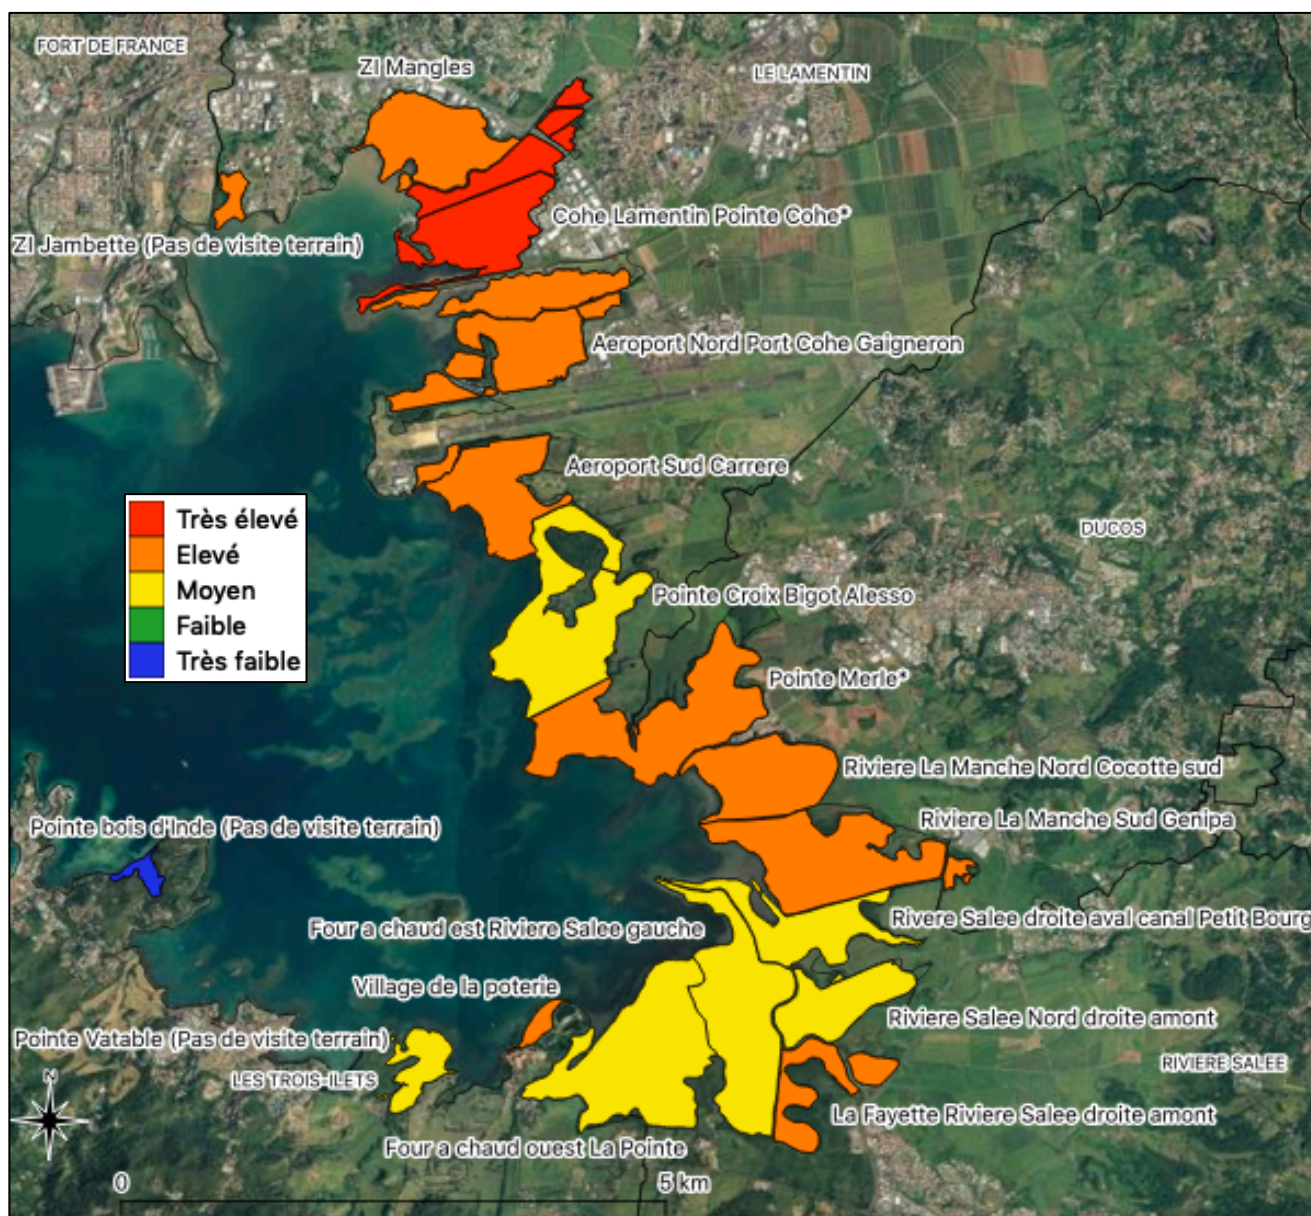 FORT DE FRANCE
ZI Mangles
LE LAMENTIN
Cohe Lamentin Pointe Cohe*
ZI Jambette (Pas de visite terrain)
Aeroport Nord Port Cohe Gaigneron
Aeroport Sud Carrere
Très élevé
Elevé
Moyen
Faible
Très faible
DUCOS
Pointe Croix Bigot Alesso
Pointe Merle*
Riviere La Manche Nord Cocotte sud
Riviere La Manche Sud Genipa
Pointe bois d'Inde (Pas de visite terrain)
Rivere Salee droite aval canal Petit Bourg
Four a chaud est Riviere Salee gauche
Village de la poterie
Riviere Salee Nord droite amont
Pointe Vatable (Pas de visite terrain)
RIVIERE SALEE
LES TROIS-ILETS
La Fayette Riviere Salee droite amont
Four a chaud ouest La Pointe
N
0
5 km